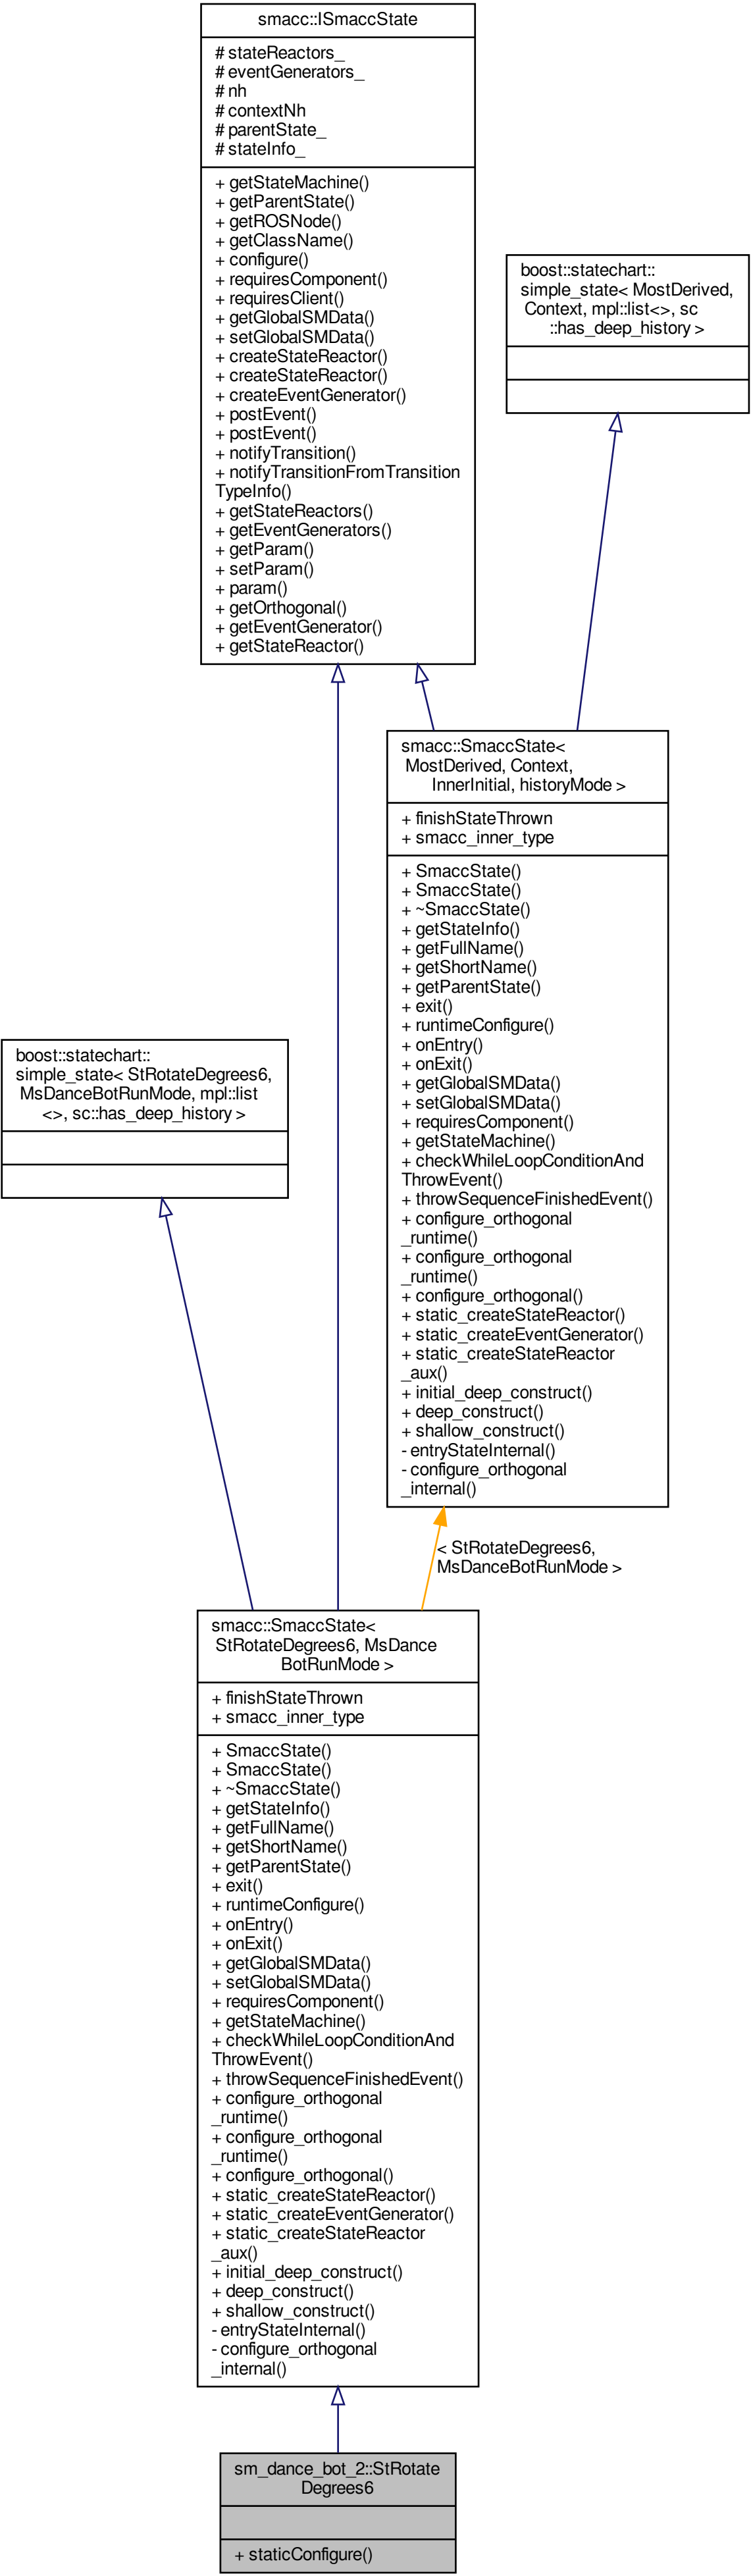 smacc::ISmaccState
# stateReactors_
# eventGenerators_
# nh
# contextNh
# parentState_
# stateInfo_
+ getStateMachine()
+ getParentState()
+ getROSNode()
+ getClassName()
+ configure()
+ requiresComponent()
+ requiresClient()
+ getGlobalSMData()
+ setGlobalSMData()
+ createStateReactor()
+ createStateReactor()
+ createEventGenerator()
+ postEvent()
+ postEvent()
+ notifyTransition()
+ notifyTransitionFromTransition
TypeInfo()
+ getStateReactors()
+ getEventGenerators()
+ getParam()
+ setParam()
+ param()
+ getOrthogonal()
+ getEventGenerator()
+ getStateReactor()
boost::statechart::
simple_state< MostDerived,
Context, mpl::list<>, sc
::has_deep_history >
smacc::SmaccState<
MostDerived, Context,
InnerInitial, historyMode >
+ finishStateThrown
+ smacc_inner_type
+ SmaccState()
+ SmaccState()
+ ~SmaccState()
+ getStateInfo()
+ getFullName()
+ getShortName()
+ getParentState()
+ exit()
+ runtimeConfigure()
+ onEntry()
+ onExit()
+ getGlobalSMData()
+ setGlobalSMData()
+ requiresComponent()
+ getStateMachine()
+ checkWhileLoopConditionAnd
ThrowEvent()
+ throwSequenceFinishedEvent()
+ configure_orthogonal
_runtime()
+ configure_orthogonal
_runtime()
+ configure_orthogonal()
+ static_createStateReactor()
+ static_createEventGenerator()
+ static_createStateReactor
_aux()
+ initial_deep_construct()
+ deep_construct()
+ shallow_construct()
- entryStateInternal()
- configure_orthogonal
_internal()
boost::statechart::
simple_state< StRotateDegrees6,
MsDanceBotRunMode, mpl::list
<>, sc::has_deep_history >
< StRotateDegrees6,
MsDanceBotRunMode >
smacc::SmaccState<
StRotateDegrees6, MsDance
BotRunMode >
+ finishStateThrown
+ smacc_inner_type
+ SmaccState()
+ SmaccState()
+ ~SmaccState()
+ getStateInfo()
+ getFullName()
+ getShortName()
+ getParentState()
+ exit()
+ runtimeConfigure()
+ onEntry()
+ onExit()
+ getGlobalSMData()
+ setGlobalSMData()
+ requiresComponent()
+ getStateMachine()
+ checkWhileLoopConditionAnd
ThrowEvent()
+ throwSequenceFinishedEvent()
+ configure_orthogonal
_runtime()
+ configure_orthogonal
_runtime()
+ configure_orthogonal()
+ static_createStateReactor()
+ static_createEventGenerator()
+ static_createStateReactor
_aux()
+ initial_deep_construct()
+ deep_construct()
+ shallow_construct()
- entryStateInternal()
- configure_orthogonal
_internal()
sm_dance_bot_2::StRotate
Degrees6
+ staticConfigure()